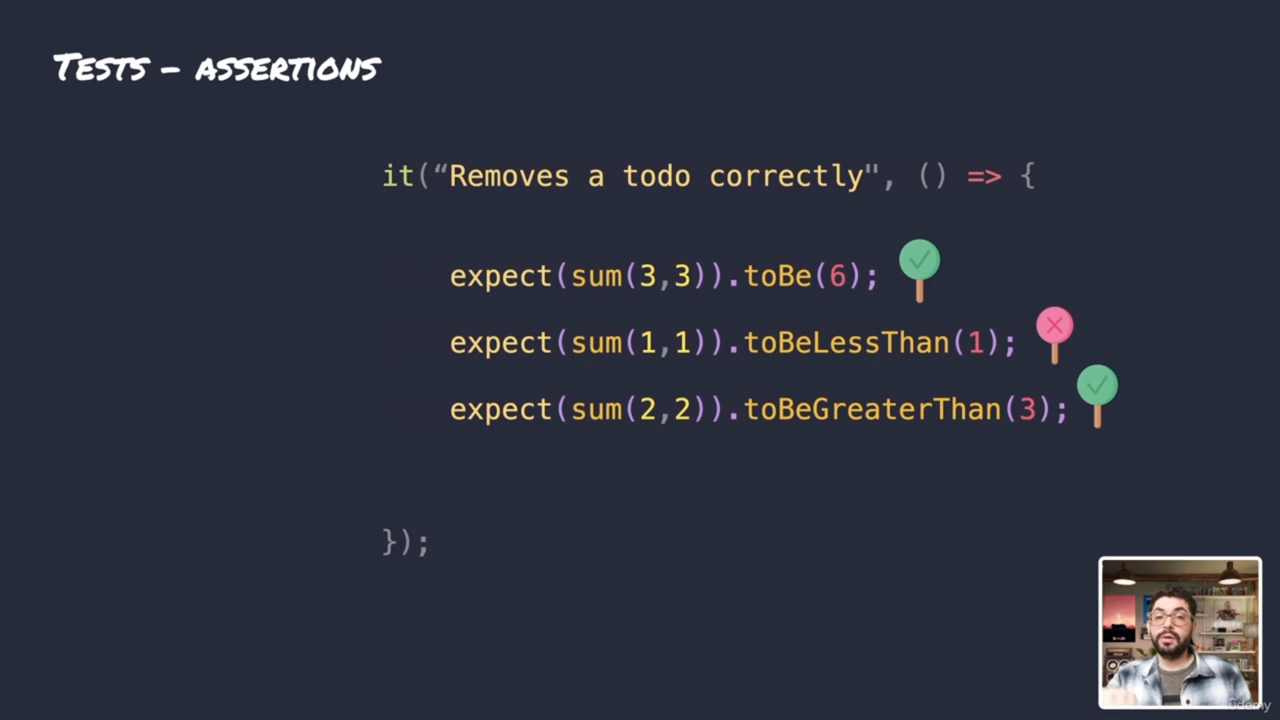 TESTS - ASSERTIONS
it(“Removes a todo correctly", () => {
expect(sum(3,3)).toBe(6);
expect(sum(1,1)).toBeLessThan(1);
expect(sum(2,2)).toBeGreaterThan(3);
});
ûdemy